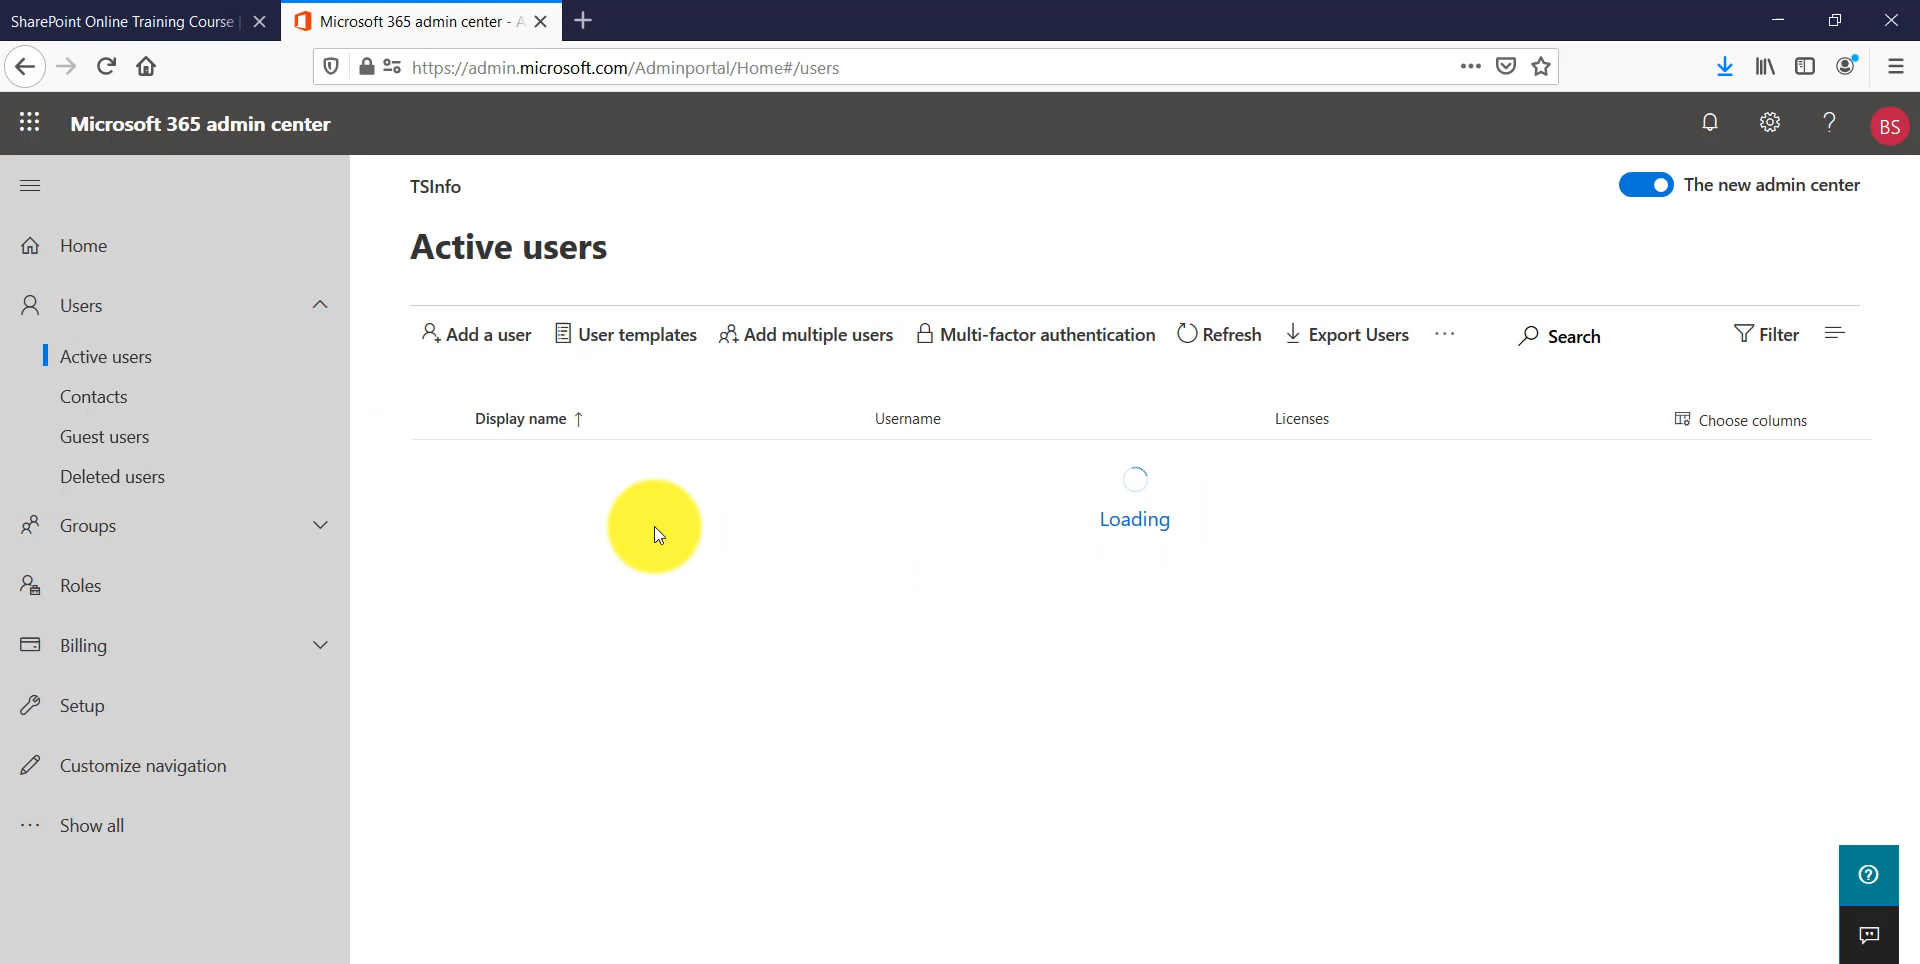 SharePoint Online Training Course
Microsoft 365 admin center - A
https://admin.microsoft.com/Adminportal/Home#/users
Microsoft 365 admin center
BS
TSInfo
The new admin center
Active users
Home
Users
Active users
Contacts
Guest users
Deleted users
Groups
Roles
Billing
Setup
Customize navigation
Show all
Add a user
User templates
Add multiple users
Multi-factor authentication
Refresh
Export Users
Search
Filter
Display name ↑
Username
Licenses
Choose columns
Loading